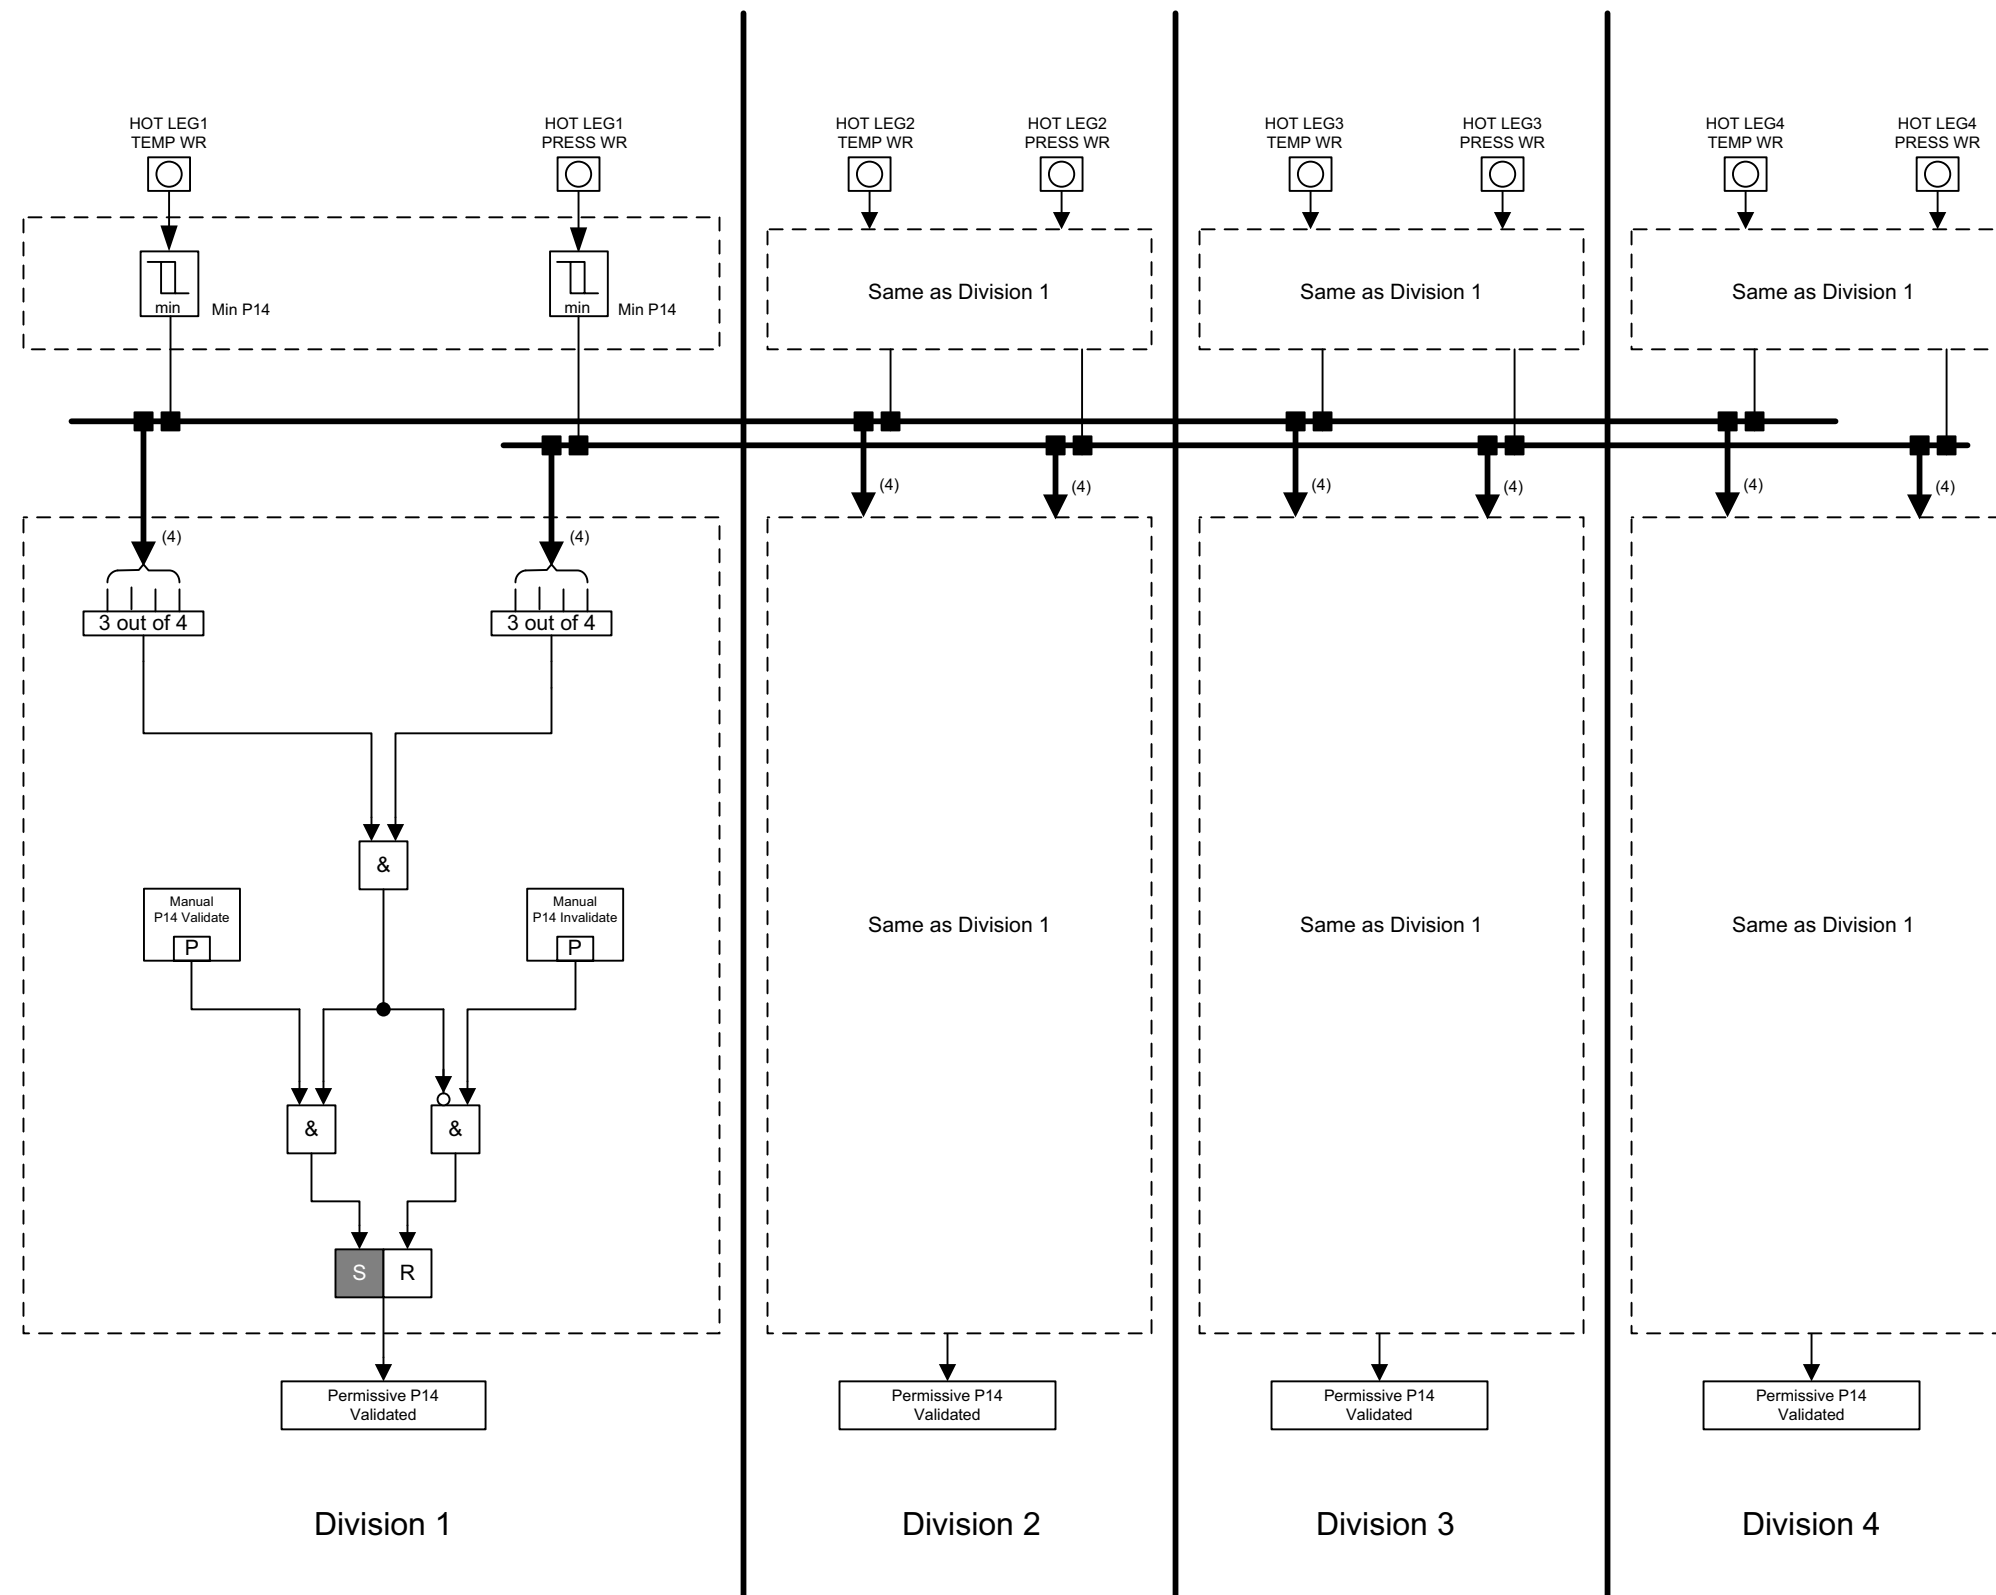 HOT LEG1
TEMP WR
HOT LEG1
PRESS WR
HOT LEG2
TEMP WR
HOT LEG2
PRESS WR
HOT LEG3
TEMP WR
HOT LEG3
PRESS WR
HOT LEG4
TEMP WR
HOT LEG4
PRESS WR
min
Min P14
min
Min P14
Same as Division 1
Same as Division 1
Same as Division 1
(4)
(4)
(4)
(4)
(4)
(4)
(4)
(4)
3 out of 4
3 out of 4
&
Manual
P14 Validate
P
Manual
P14 Invalidate
P
Same as Division 1
Same as Division 1
Same as Division 1
&
&
S
R
Permissive P14
Validated
Permissive P14
Validated
Permissive P14
Validated
Permissive P14
Validated
Division 1
Division 2
Division 3
Division 4